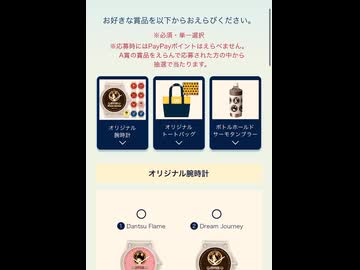 お好きな賞品を以下からおえらびください。
※必須・単一選択
※応募時にはPayPayポイントはえらべません。
A賞の賞品をえらんで応募された方の中から
抽選で当たります。
オリジナル
腕時計
オリジナル
トートバッグ
ボトルホールド
サーモタンブラー
オリジナル腕時計
1 Dantsu Flame
2 Dream Journey